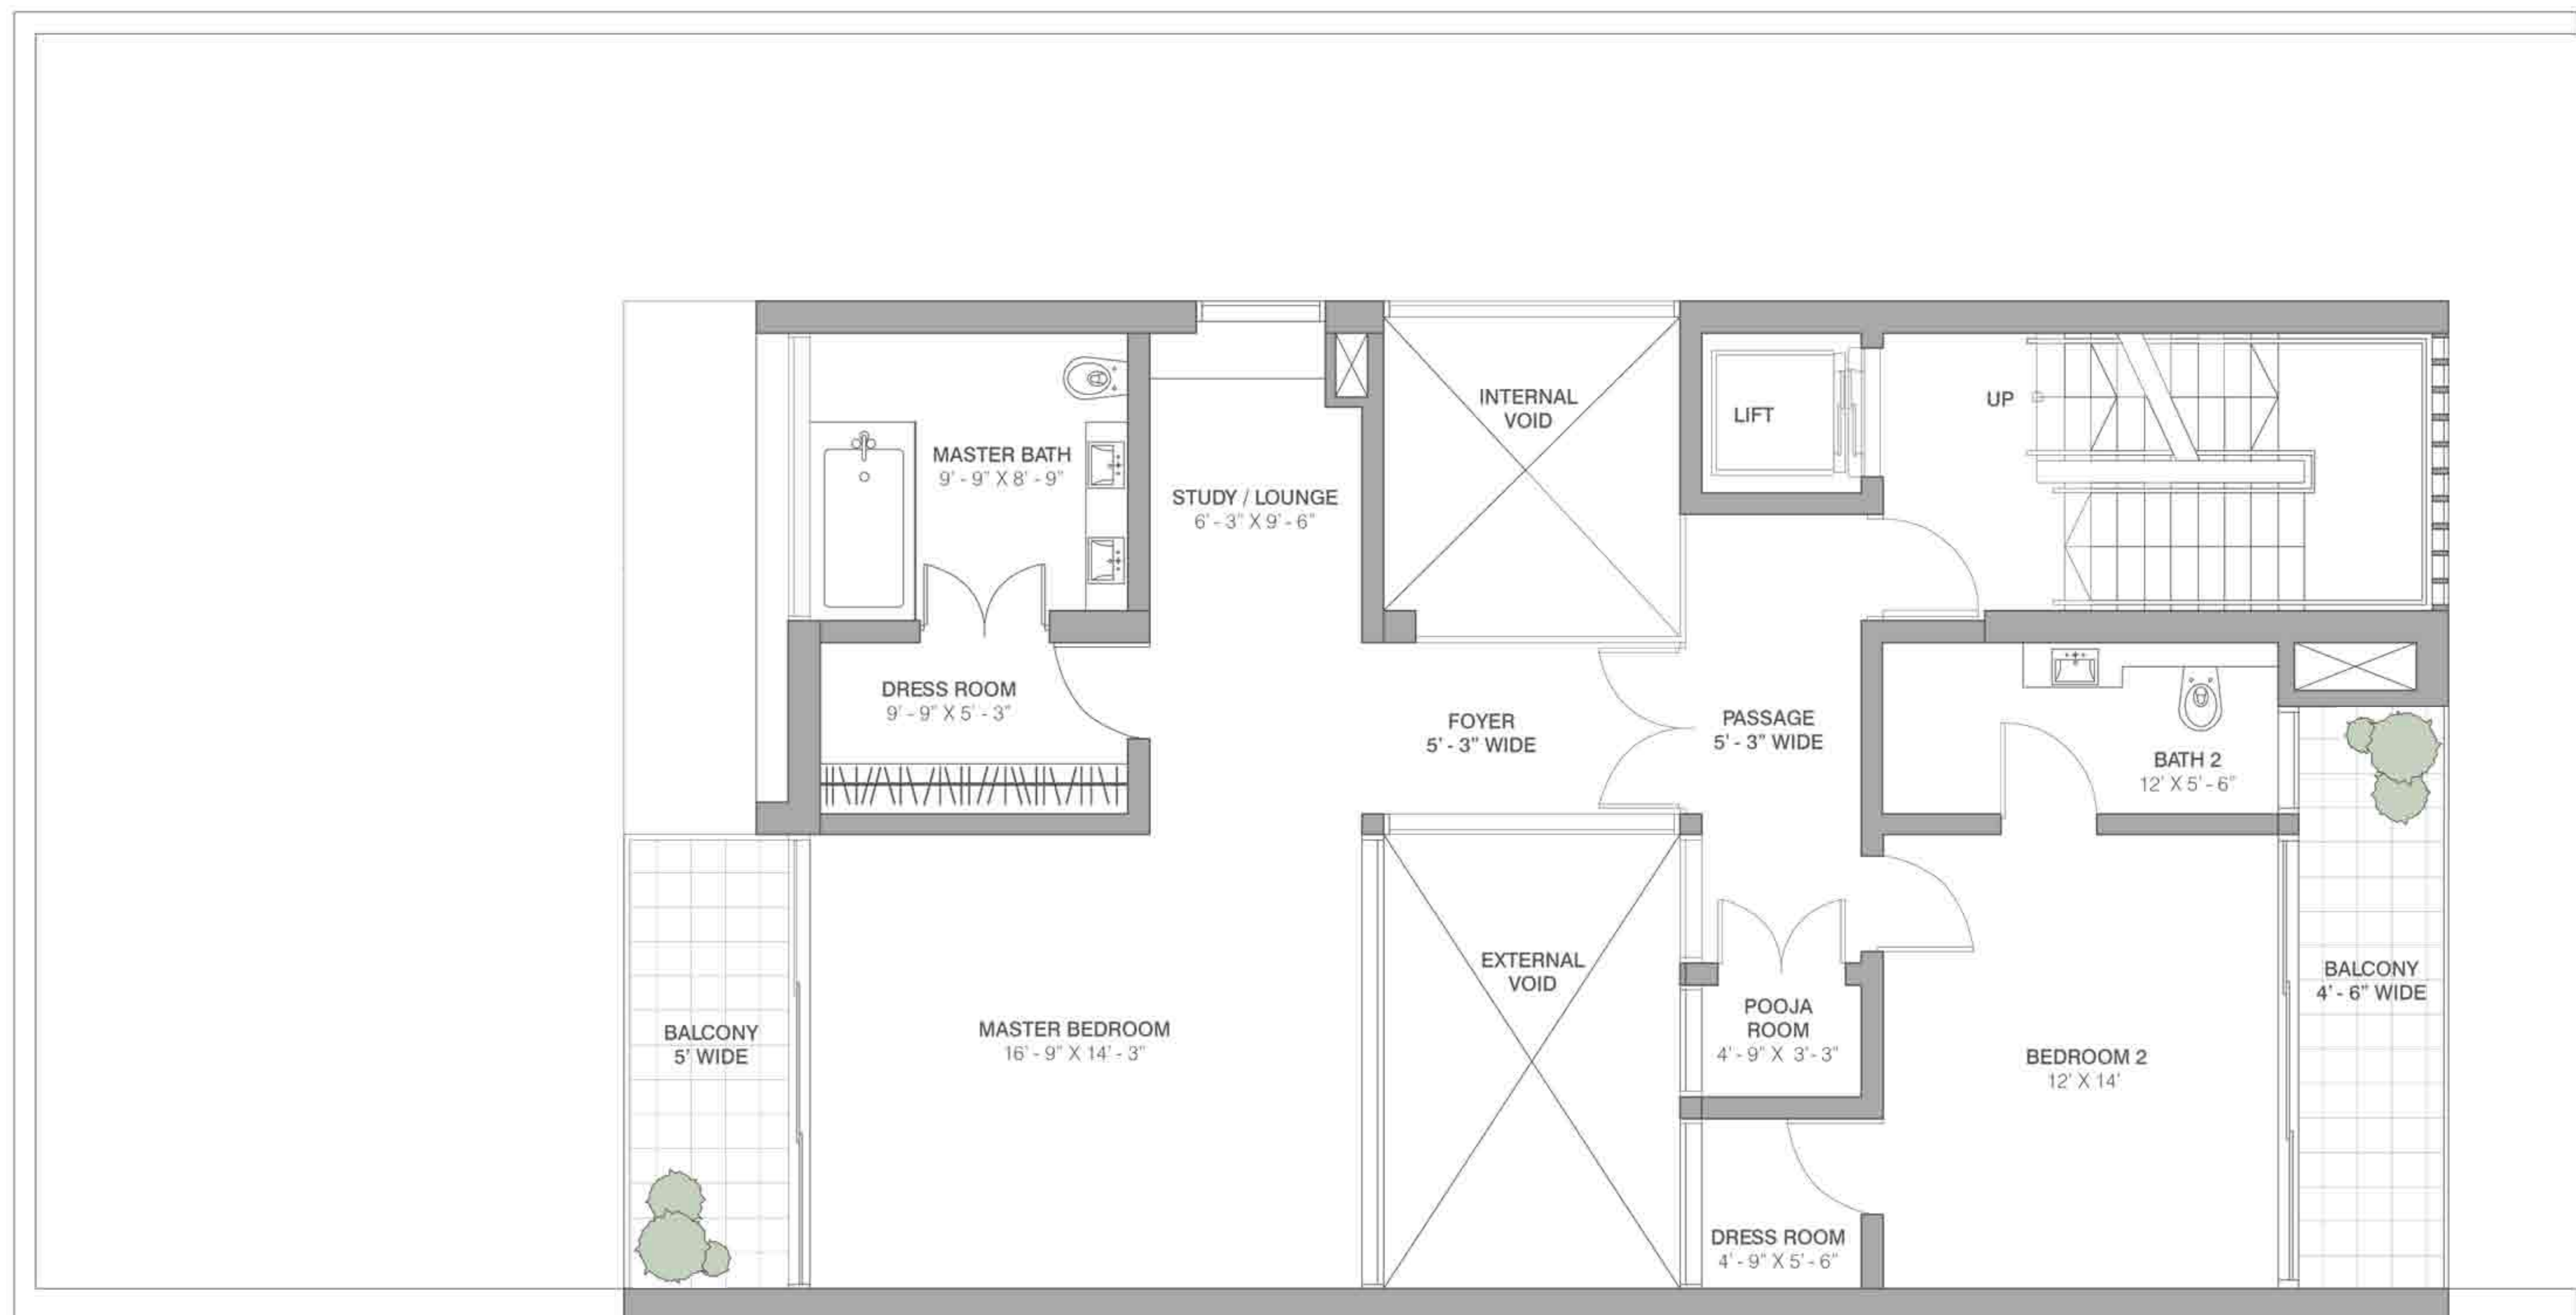 INTERNAL
VOID
LIFT
UP
MASTER BATH
9' - 9" X 8' - 9"
STUDY / LOUNGE
6' - 3" X 9' - 6"
DRESS ROOM
9' - 9" X 5' - 3"
FOYER
5' - 3" WIDE
PASSAGE
5' - 3" WIDE
BATH 2
12' X 5' - 6"
EXTERNAL
VOID
BALCONY
4' - 6" WIDE
POOJA
ROOM
4' - 9" X 3' - 3"
BALCONY
5' WIDE
MASTER BEDROOM
16' - 9" X 14' - 3"
BEDROOM 2
12' X 14'
DRESS ROOM
4' - 9" X 5' - 6"